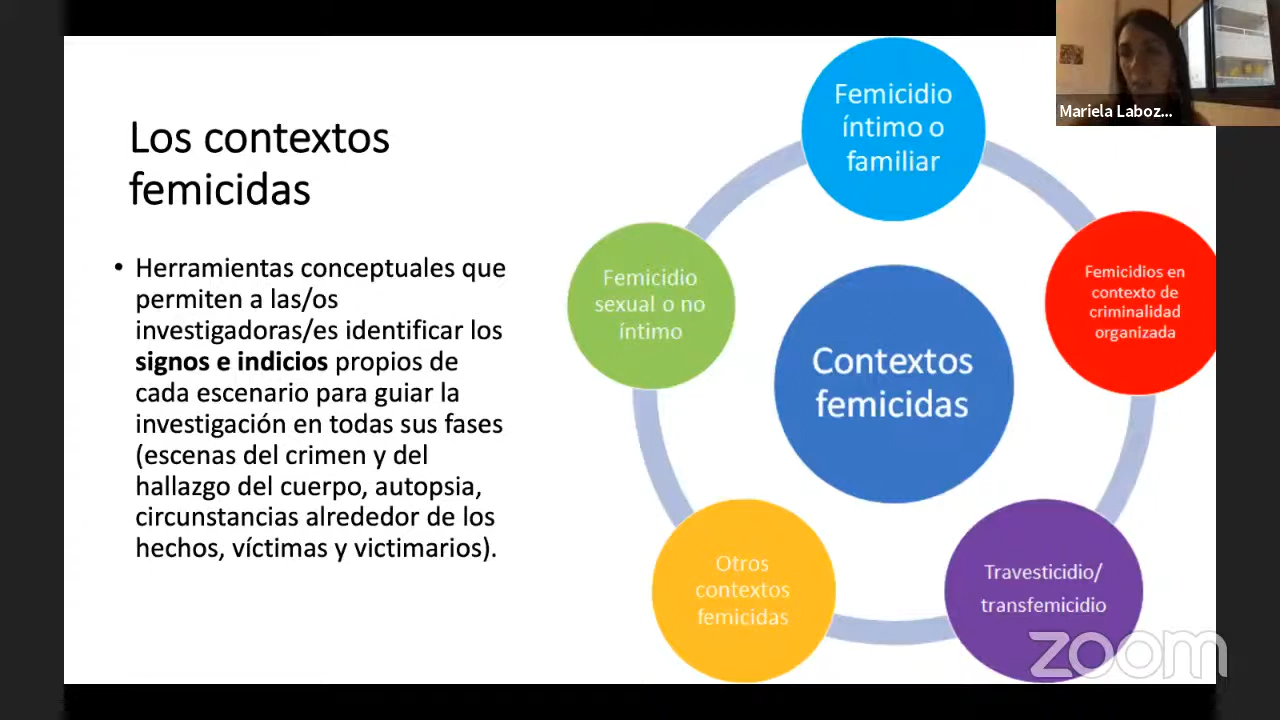 Los contextos
femicidas
• Herramientas conceptuales que
permiten a las/os
investigadoras/es identificar los
signos e indicios propios de
cada escenario para guiar la
investigación en todas sus fases
(escenas del crimen y del
hallazgo del cuerpo, autopsia,
circunstancias alrededor de los
hechos, víctimas y victimarios).
Femicidio
íntimo o
familiar
Femicidios en
contexto de
criminalidad
organizada
Travesticidio/
transfemicidio
Otros
contextos
femicidas
Femicidio
sexual o no
íntimo
Contextos
femicidas
Mariela Laboz...
zoom